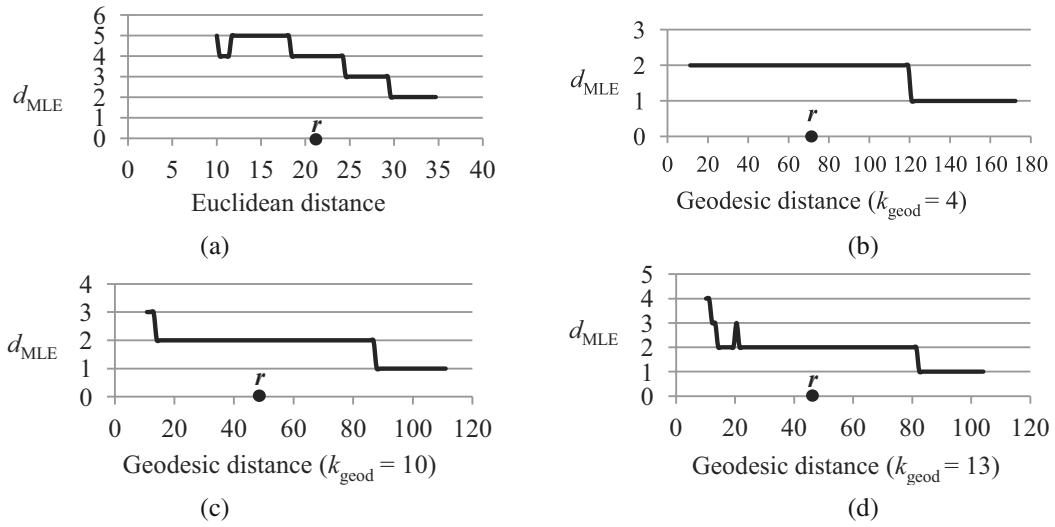 6
5
4
3
2
1
0
d_MLE
r
0 5 10 15 20 25 30 35 40
Euclidean distance
(a)
3
2
1
0
d_MLE
r
0 20 40 60 80 100 120 140 160 180
Geodesic distance (k_geod = 4)
(b)
4
3
2
1
0
d_MLE
r
0 20 40 60 80 100 120
Geodesic distance (k_geod = 10)
(c)
5
4
3
2
1
0
d_MLE
r
0 20 40 60 80 100 120
Geodesic distance (k_geod = 13)
(d)